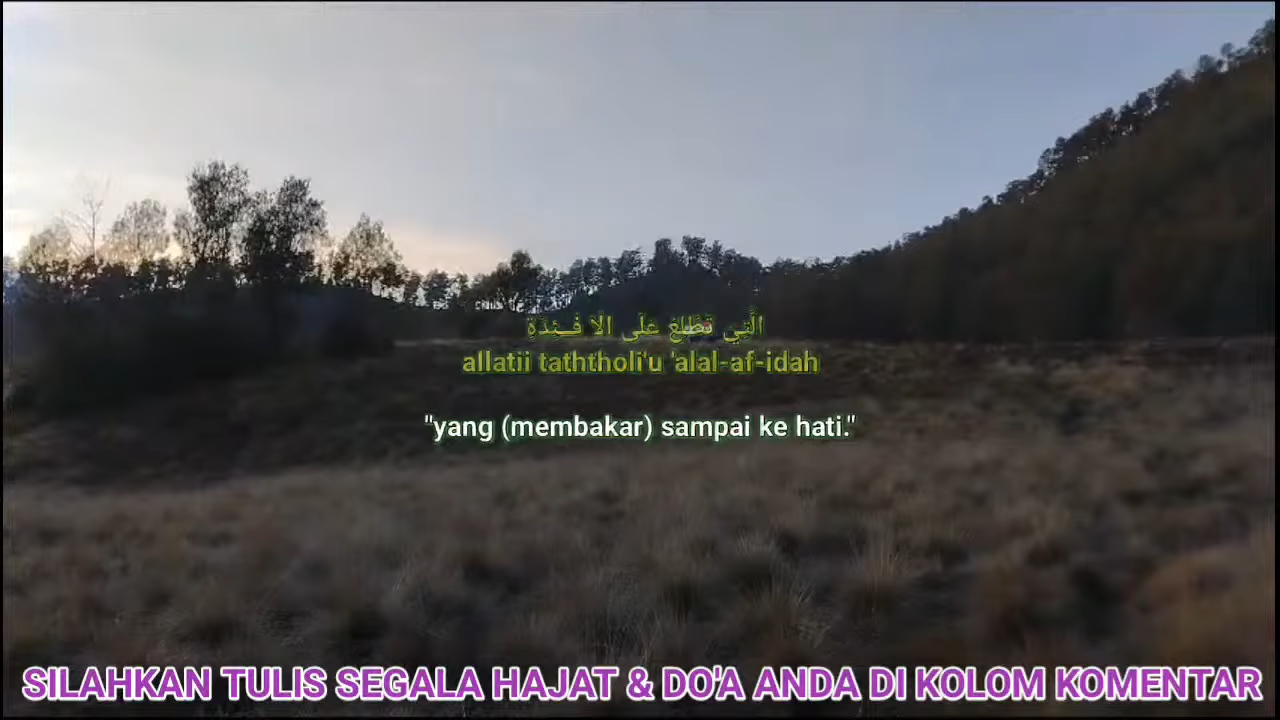 الَّتِيْ تَطَّلِعُ عَلَى الْاَ فْـِٕدَةِ
allatii taththoli'u 'alal-af-idah
"yang (membakar) sampai ke hati."
SILAHKAN TULIS SEGALA HAJAT & DO'A ANDA DI KOLOM KOMENTAR